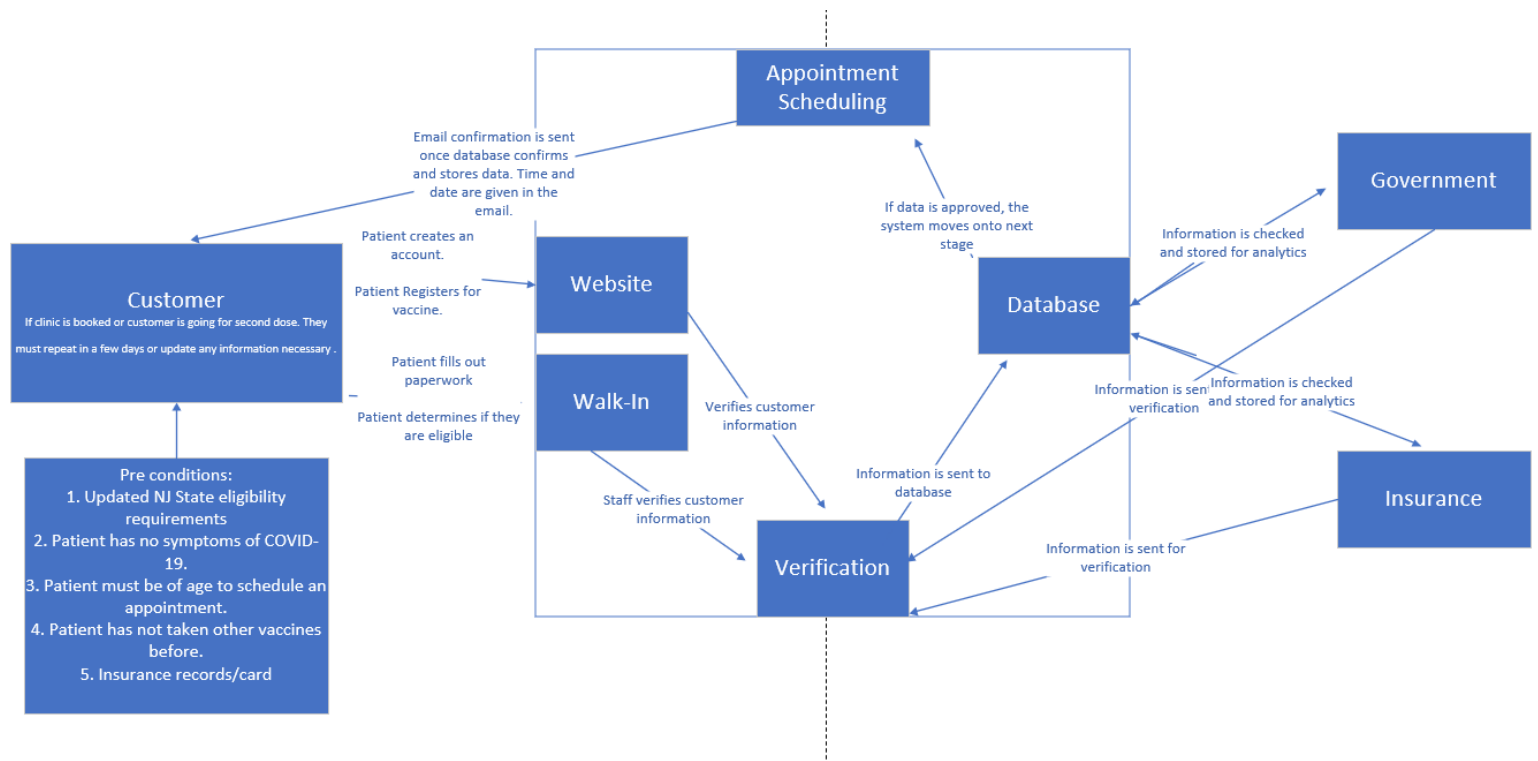 Appointment
Scheduling
Email confirmation is sent
once database confirms
and stores data. Time and
date are given in the
email.
Government
If data is approved, the
system moves onto next
stage
Information is checked
and stored for analytics
Patient creates an
account.
Customer
If clinic is booked or customer is going for second dose. They
must repeat in a few days or update any information necessary .
Website
Database
Patient Registers for
vaccine.
Patient fills out
paperwork
Walk-In
Patient determines if they
are eligible
Verifies customer
information
Information is sent
verification
Information is checked
and stored for analytics
Pre conditions:
1. Updated NJ State eligibility
requirements
2. Patient has no symptoms of COVID-
19.
3. Patient must be of age to schedule an
appointment.
4. Patient has not taken other vaccines
before.
5. Insurance records/card
Information is sent to
database
Staff verifies customer
information
Insurance
Verification
Information is sent for
verification